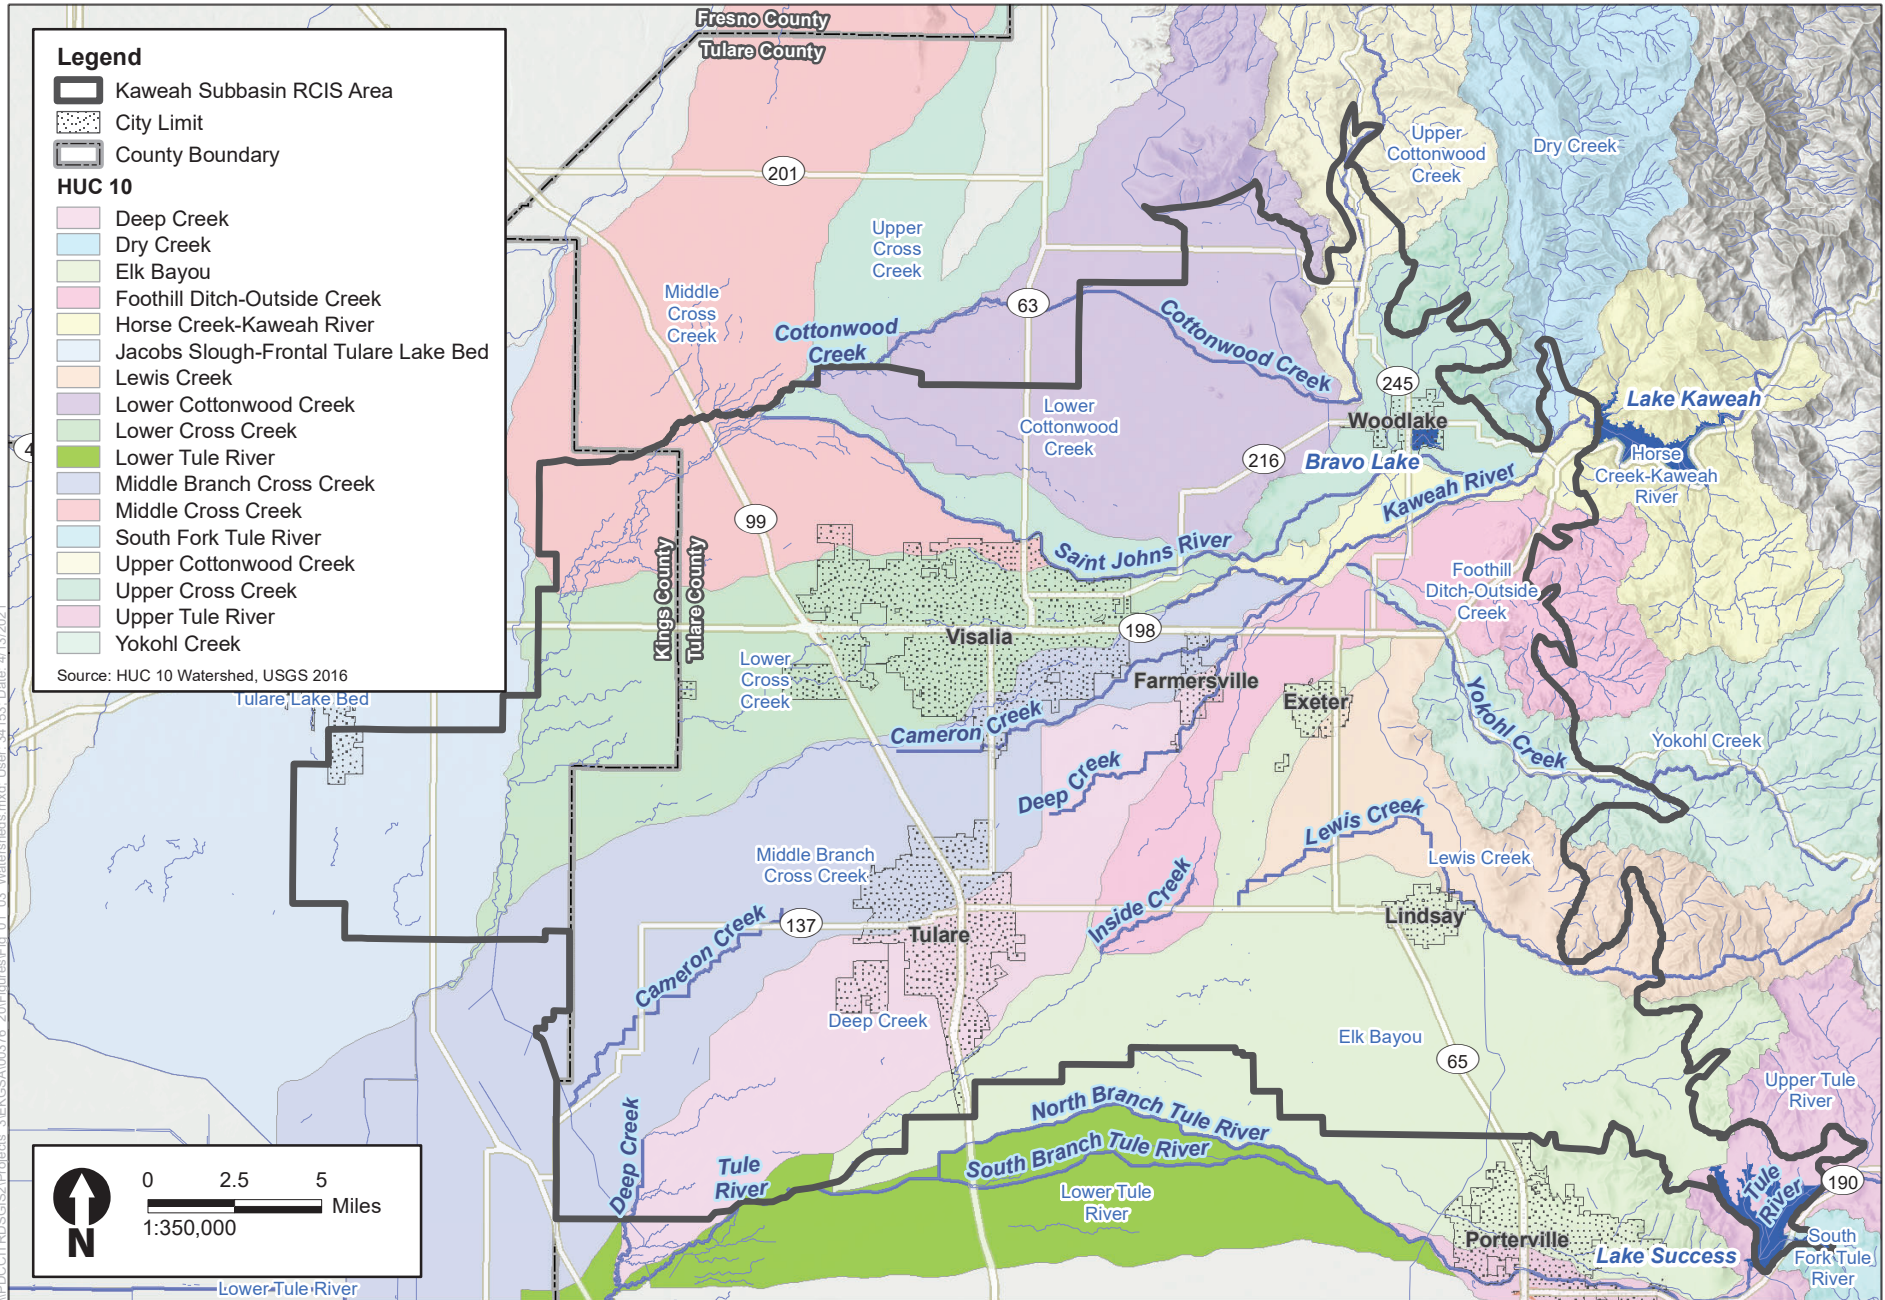 Legend
Kaweah Subbasin RCIS Area
City Limit
County Boundary
HUC 10
Deep Creek
Dry Creek
Elk Bayou
Foothill Ditch-Outside Creek
Horse Creek-Kaweah River
Jacobs Slough-Frontal Tulare Lake Bed
Lewis Creek
Lower Cottonwood Creek
Lower Cross Creek
Lower Tule River
Middle Branch Cross Creek
Middle Cross Creek
South Fork Tule River
Upper Cottonwood Creek
Upper Cross Creek
Upper Tule River
Yokohl Creek
Source: HUC 10 Watershed, USGS 2016
Fresno County
Tulare County
201
Upper
Cottonwood
Creek
Dry Creek
Upper
Cross
Creek
Middle
Cross
Creek
63
Cottonwood
Creek
Cottonwood Creek
245
Lake Kaweah
Lower
Cottonwood
Creek
Woodlake
216
Bravo Lake
Horse
Creek-Kaweah
River
Kaweah River
99
Saint Johns River
Kings County
Tulare County
Foothill
Ditch-Outside
Creek
198
Visalia
Lower
Cross
Creek
Farmersville
Exeter
Tulare Lake Bed
Cameron Creek
Yokohl Creek
Yokohl Creek
Deep Creek
Lewis Creek
Middle Branch
Cross Creek
Lewis Creek
Inside Creek
137
Tulare
Lindsay
Cameron Creek
Deep Creek
Elk Bayou
65
Upper Tule
River
North Branch Tule River
South Branch Tule River
Deep Creek
Tule
River
Lower Tule
River
Tule
River
190
Porterville
Lake Success
South
Fork Tule
River
0 2.5 5
Miles
1:350,000
N
Lower Tule River